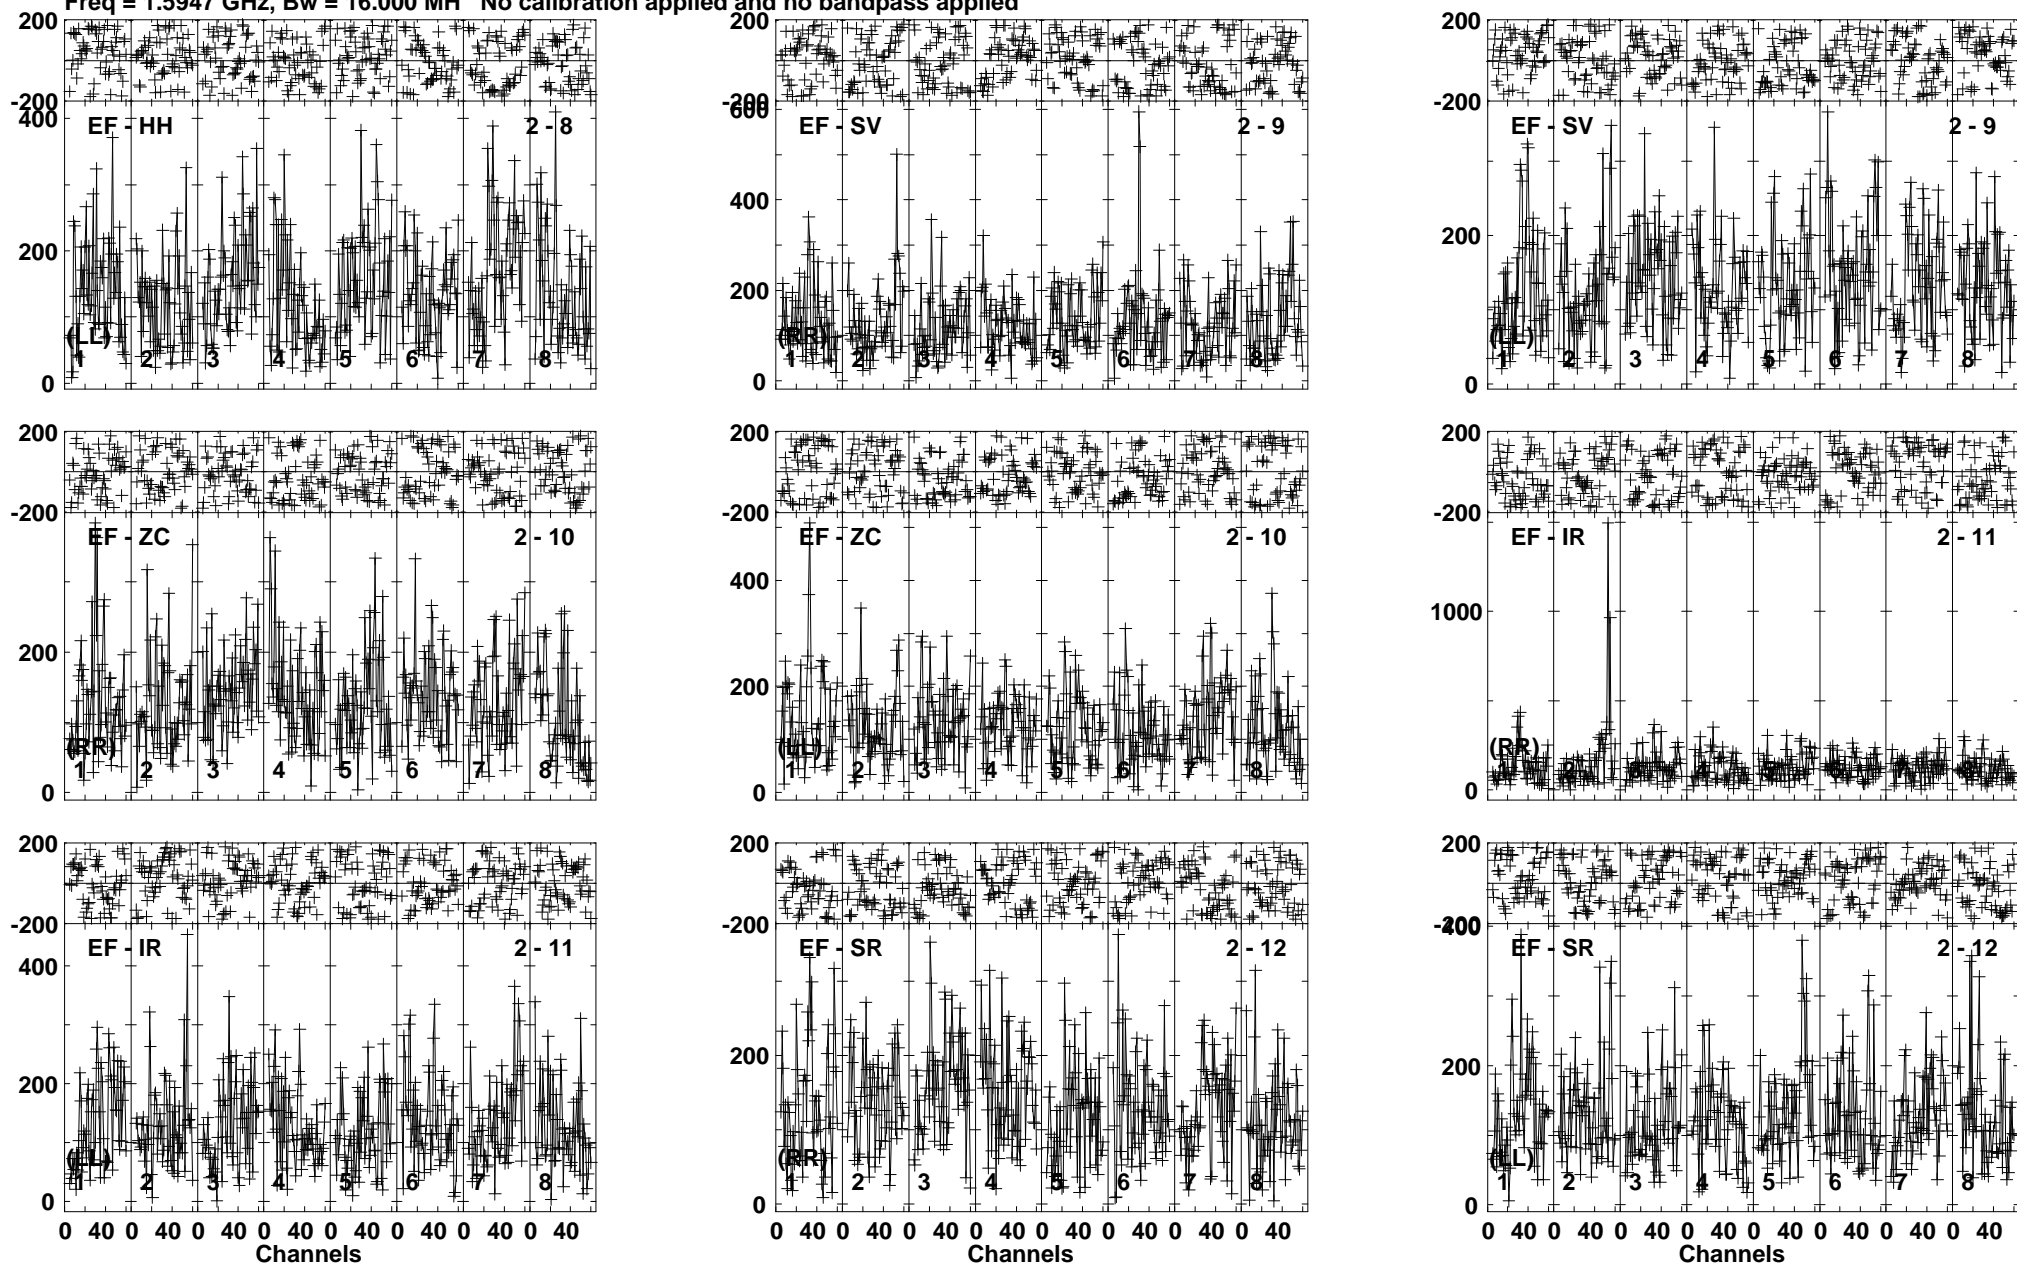 Freq = 1.5947 GHz, Bw = 16.000 MH No calibration applied and no bandpass applied
200 200 200
-200 -200 -200
400 600
EF - HH 2 - 8 EF - SV 2 - 9 EF - SV 2 - 9
400
200 200 200
(LL) (RR) (LL)
1 2 3 4 5 6 7 8 1 2 3 4 5 6 7 8 1 2 3 4 5 6 7 8
0 0 0
200 200 200
-200 -200 -200
EF - ZC 2 - 10 EF - ZC 2 - 10 EF - IR 2 - 11
400 1000
200 200
(RR) (LL) (RR)
1 2 3 4 5 6 7 8 1 2 3 4 5 6 7 8 1 2 3 4 5 6 7 8
0 0 0
200 200 200
-200 -200 -200
400
EF - IR 2 - 11 EF - SR 2 - 12 EF - SR 2 - 12
400
200 200 200
(LL) (RR) (LL)
1 2 3 4 5 6 7 8 1 2 3 4 5 6 7 8 1 2 3 4 5 6 7 8
0 0 0
0 40 0 40 0 40 0 40 0 40 0 40 0 40 0 40 0 40 0 40 0 40 0 40 0 40 0 40 0 40 0 40 0 40 0 40 0 40 0 40 0 40 0 40 0 40 0 40
Channels Channels Channels